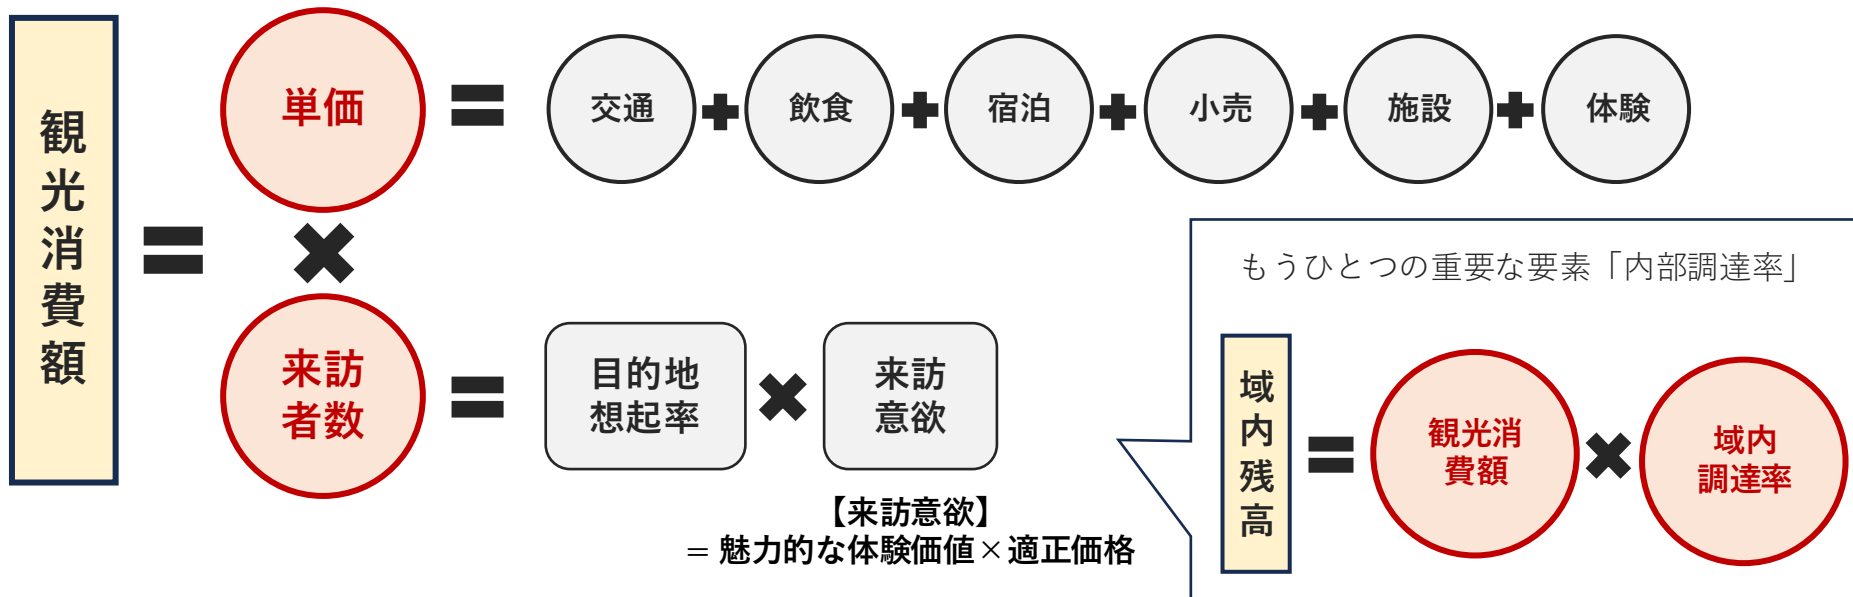 観光消費額
単価
交通
飲食
宿泊
小売
施設
体験
来訪
者数
目的地
想起率
来訪
意欲
【来訪意欲】
= 魅力的な体験価値×適正価格
もうひとつの重要な要素「内部調達率」
域内残高
観光消
費額
域内
調達率